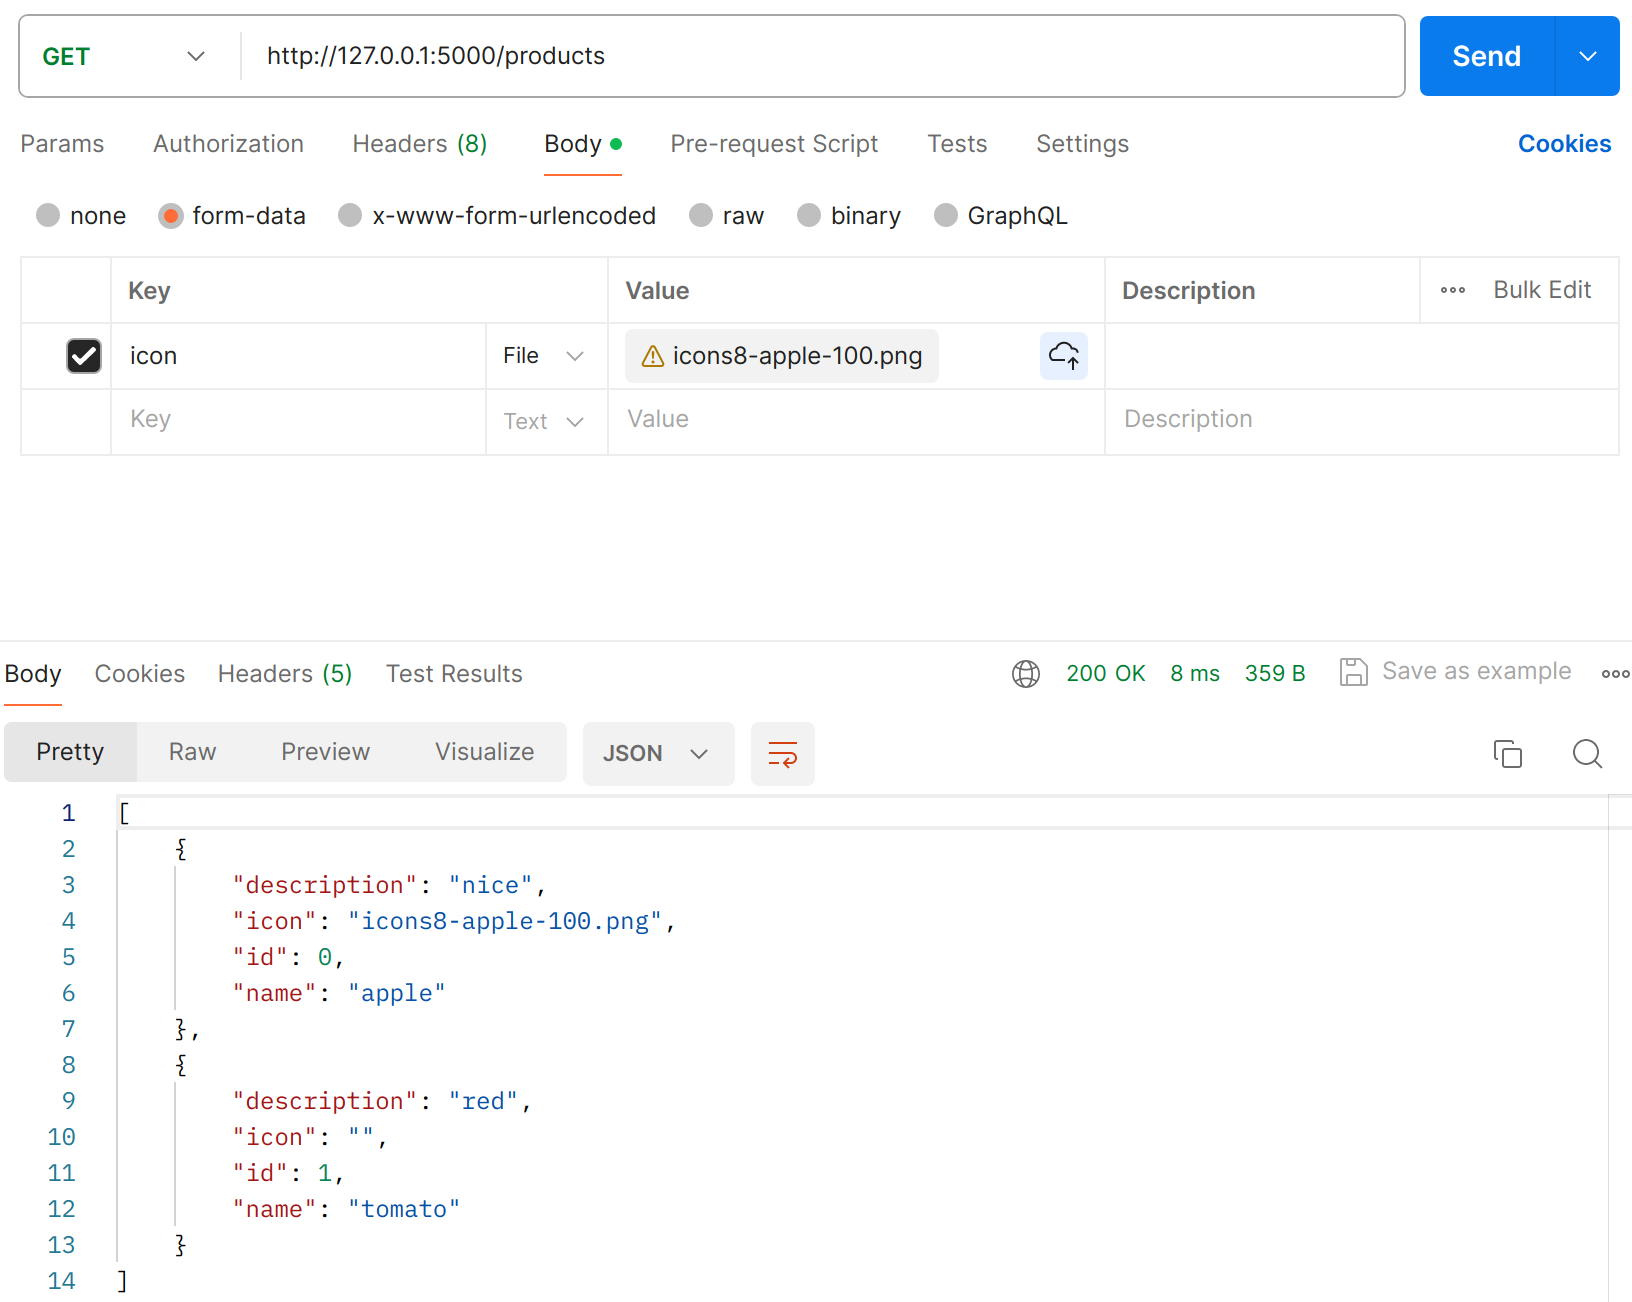 GET http://127.0.0.1:5000/products Send
Params Authorization Headers (8) Body Pre-request Script Tests Settings Cookies
none form-data x-www-form-urlencoded raw binary GraphQL
Key Value Description Bulk Edit
icon File icons8-apple-100.png
Key Text Value Description
Body Cookies Headers (5) Test Results 200 OK 8 ms 359 B Save as example
Pretty Raw Preview Visualize JSON
1 [
2 {
3 "description": "nice",
4 "icon": "icons8-apple-100.png",
5 "id": 0,
6 "name": "apple"
7 },
8 {
9 "description": "red",
10 "icon": "",
11 "id": 1,
12 "name": "tomato"
13 }
14 ]